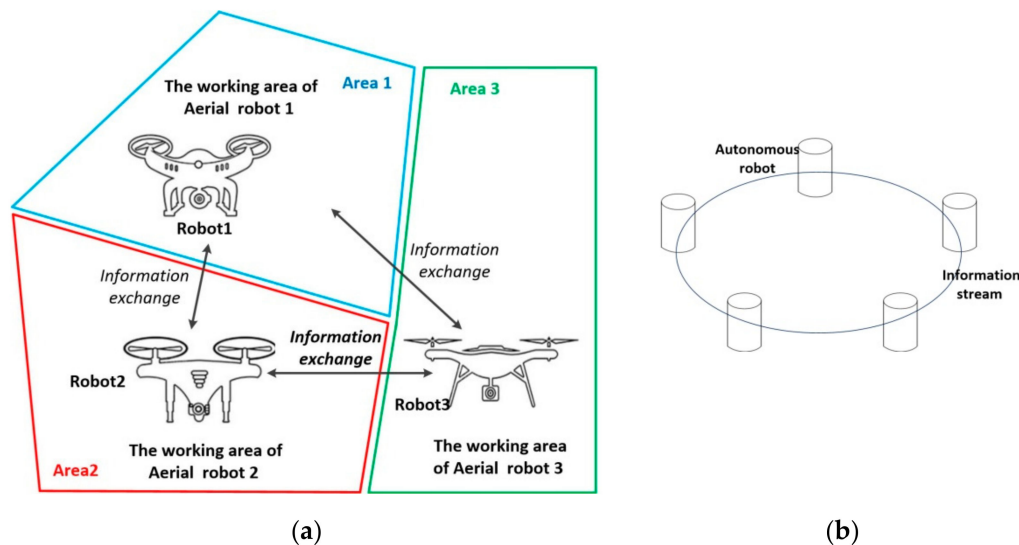 The working area of
Aerial robot 1
Area 1
Robot1
Information
exchange
Information
exchange
Information
exchange
Robot2
The working area of
Aerial robot 2
Area2
Area 3
Robot3
The working area
of Aerial robot 3
(a)
Autonomous
robot
Information
stream
(b)